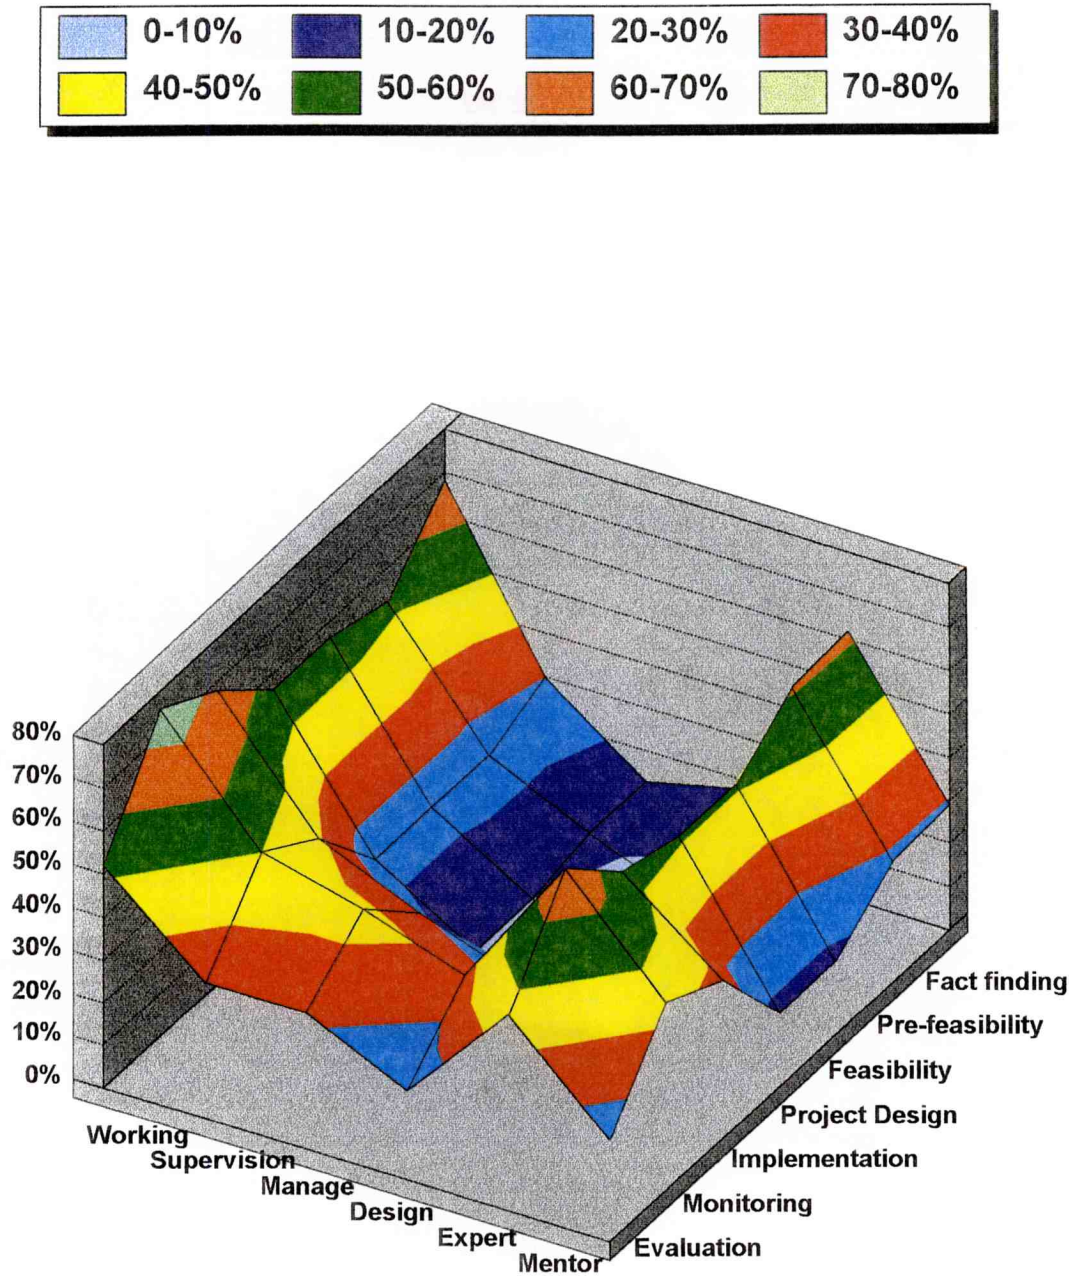 0-10% 10-20% 20-30% 30-40%
40-50% 50-60% 60-70% 70-80%
80%
70%
60%
50%
40%
30%
20%
10%
0%
Working
Supervision
Manage
Design
Expert
Mentor
Fact finding
Pre-feasibility
Feasibility
Project Design
Implementation
Monitoring
Evaluation